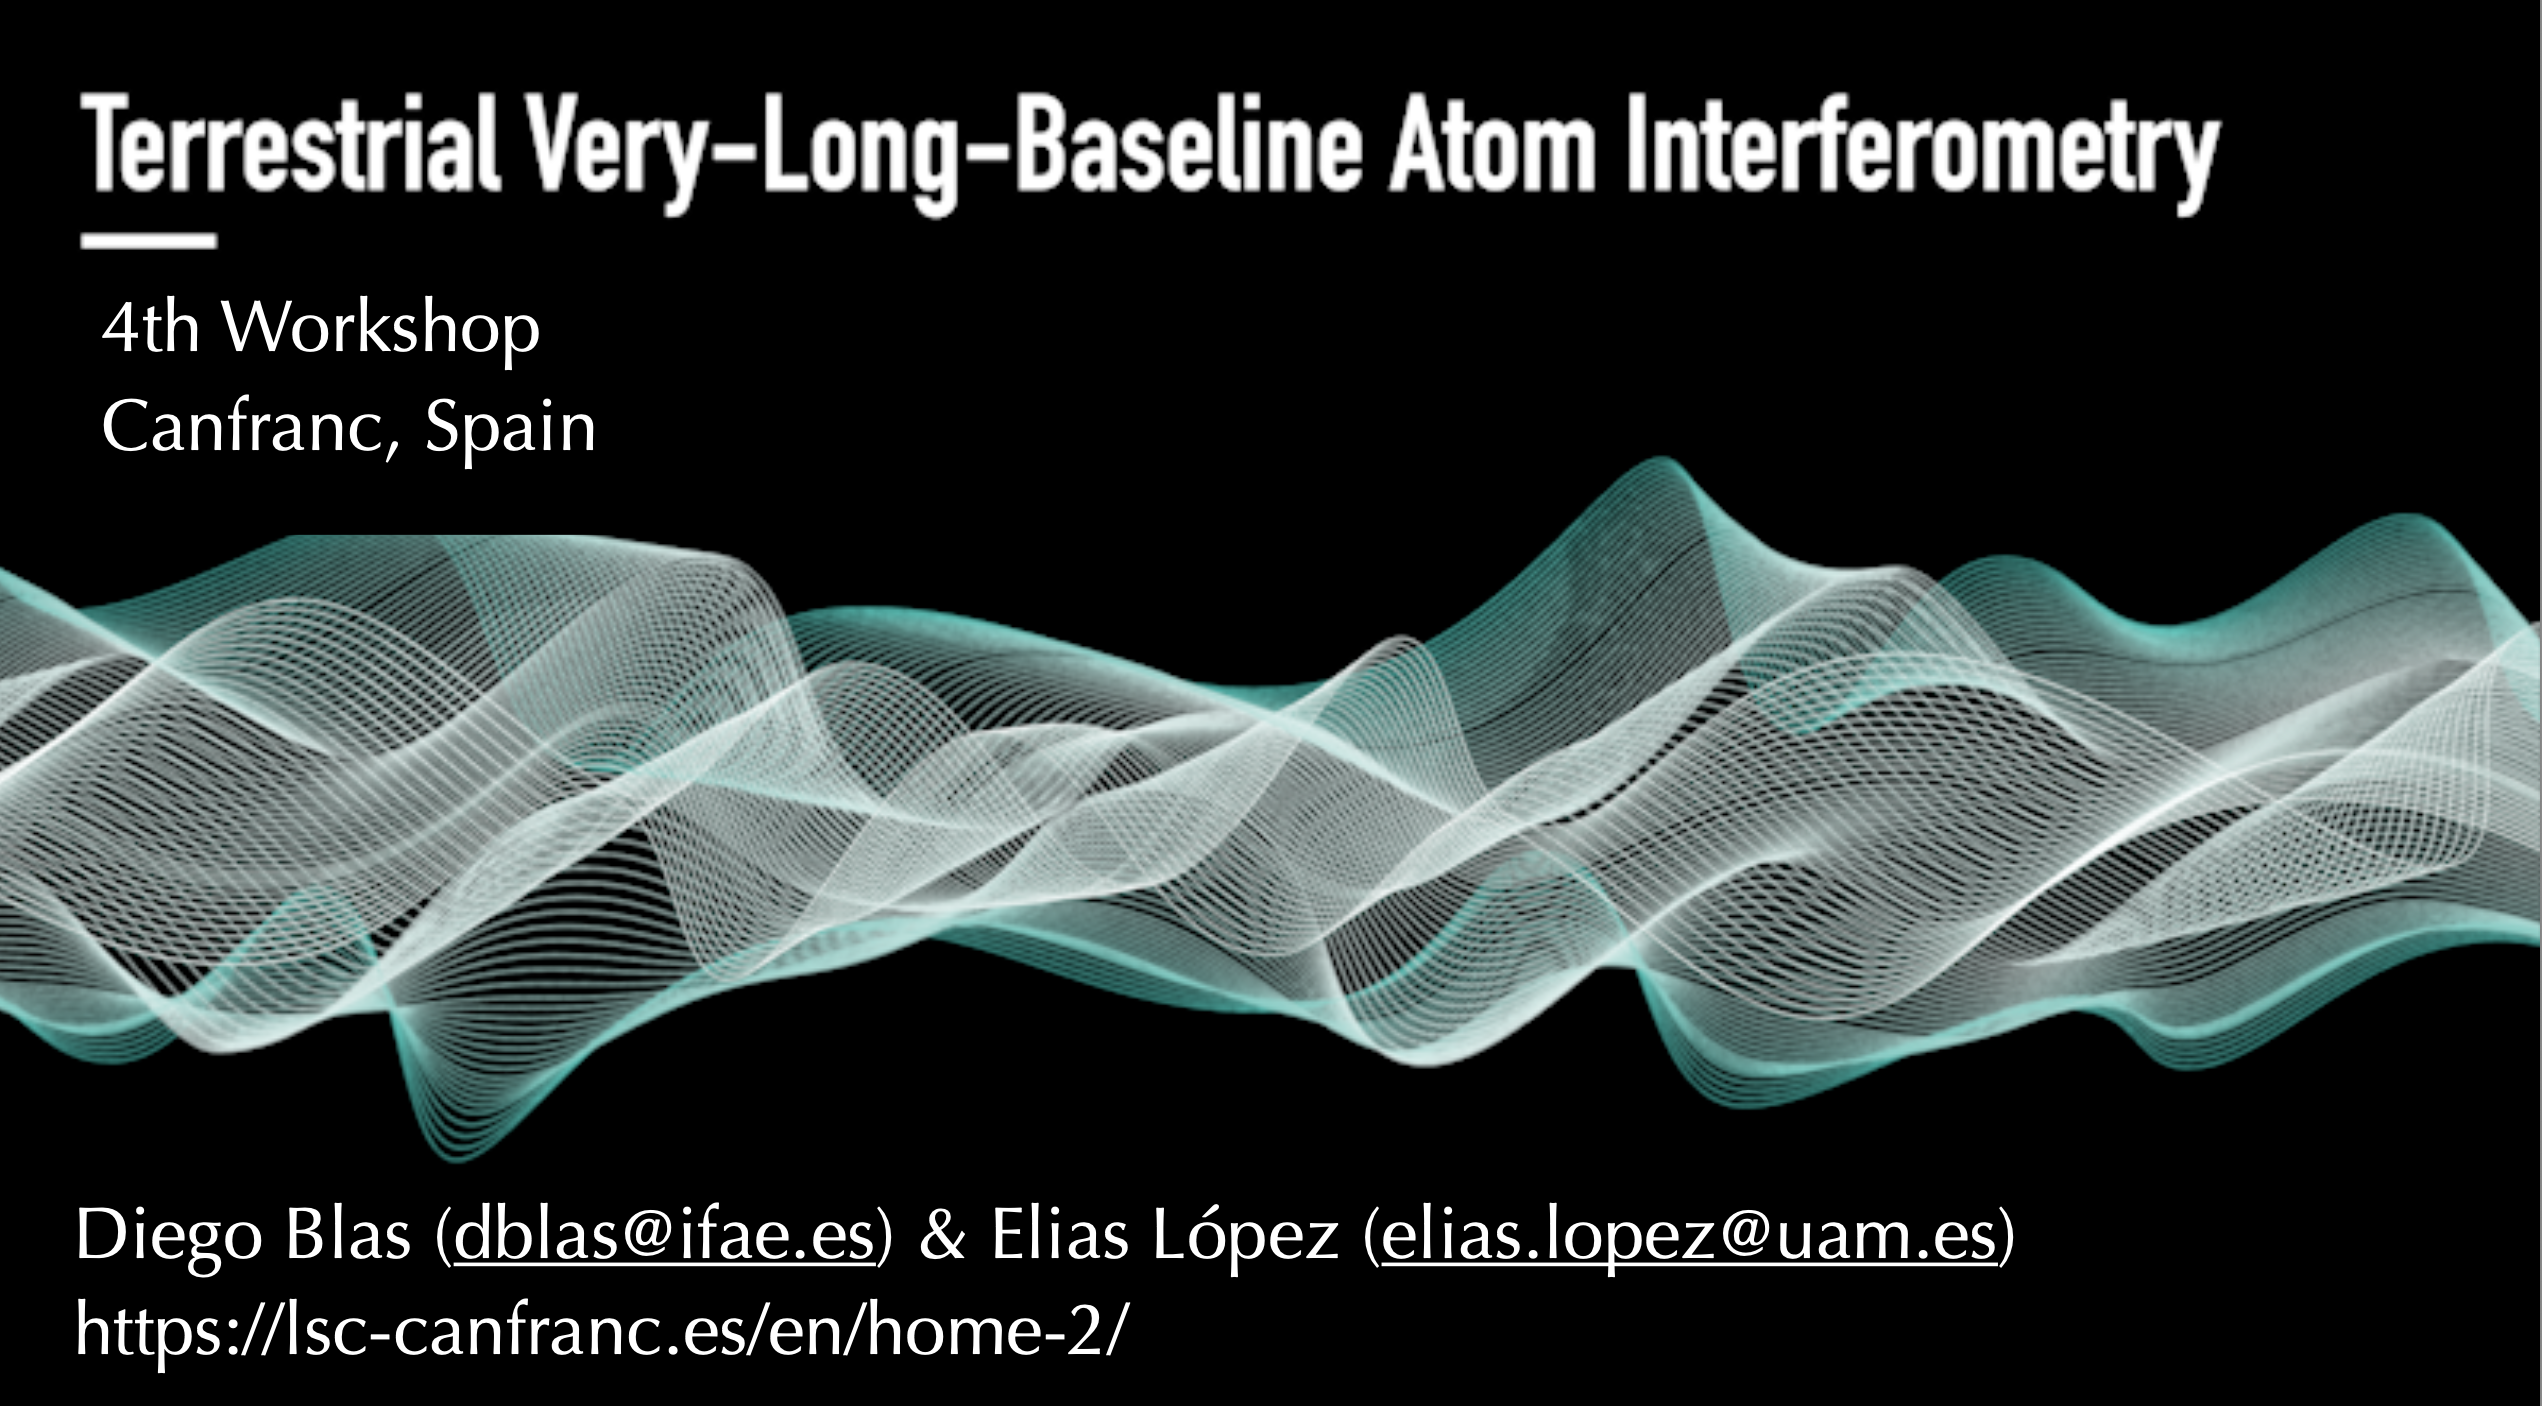 Terrestrial Very-Long-Baseline Atom Interferometry
4th Workshop
Canfranc, Spain
Diego Blas (dblas@ifae.es) & Elias López (elias.lopez@uam.es)
https://lsc-canfranc.es/en/home-2/